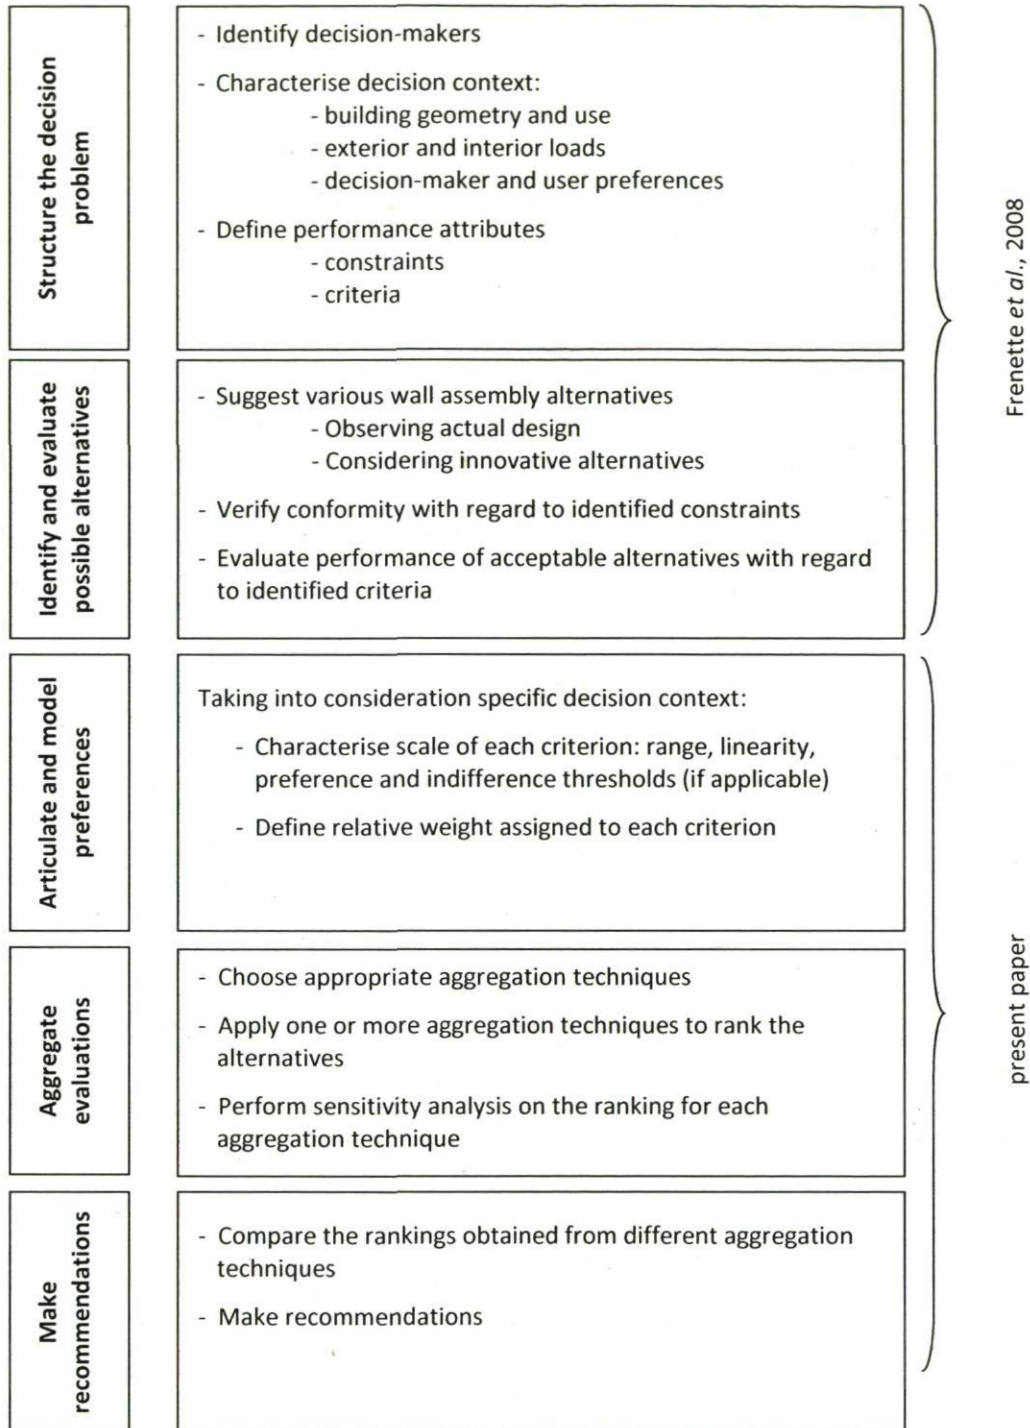 Structure the decision
problem
- Identify decision-makers
- Characterise decision context:
- building geometry and use
- exterior and interior loads
- decision-maker and user preferences
- Define performance attributes
- constraints
- criteria
Identify and evaluate
possible alternatives
- Suggest various wall assembly alternatives
- Observing actual design
- Considering innovative alternatives
- Verify conformity with regard to identified constraints
- Evaluate performance of acceptable alternatives with regard
to identified criteria
Frenette et al., 2008
Articulate and model
preferences
Taking into consideration specific decision context:
- Characterise scale of each criterion: range, linearity,
preference and indifference thresholds (if applicable)
- Define relative weight assigned to each criterion
Aggregate
evaluations
- Choose appropriate aggregation techniques
- Apply one or more aggregation techniques to rank the
alternatives
- Perform sensitivity analysis on the ranking for each
aggregation technique
Make
recommendations
- Compare the rankings obtained from different aggregation
techniques
- Make recommendations
present paper